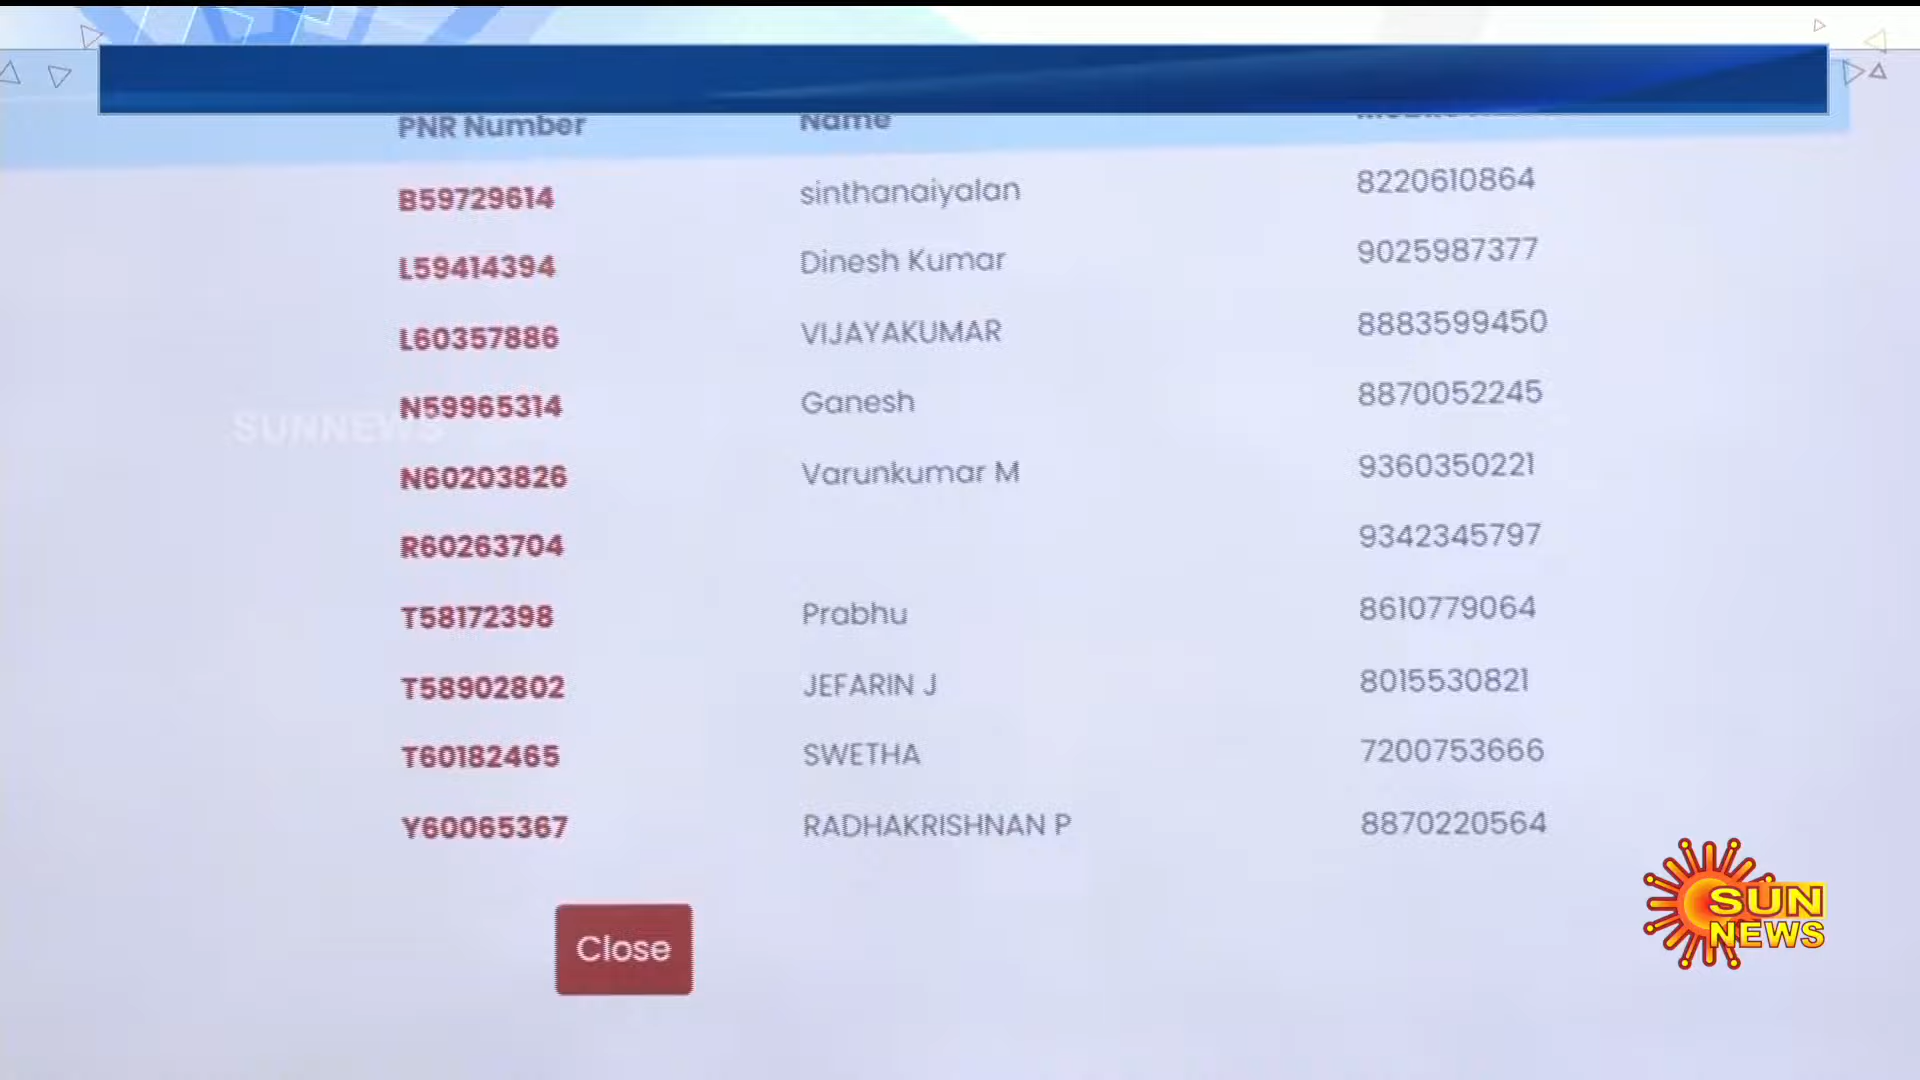 PNR Number Name
B59729614 sinthanaiyalan 8220610864
L59414394 Dinesh Kumar 9025987377
L60357886 VIJAYAKUMAR 8883599450
N59965314 Ganesh 8870052245
SUNNEWS
N60203826 Varunkumar M 9360350221
R60263704 9342345797
T58172398 Prabhu 8610779064
T58902802 JEFARIN J 8015530821
T60182465 SWETHA 7200753666
Y60065367 RADHAKRISHNAN P 8870220564
SUN
NEWS
Close